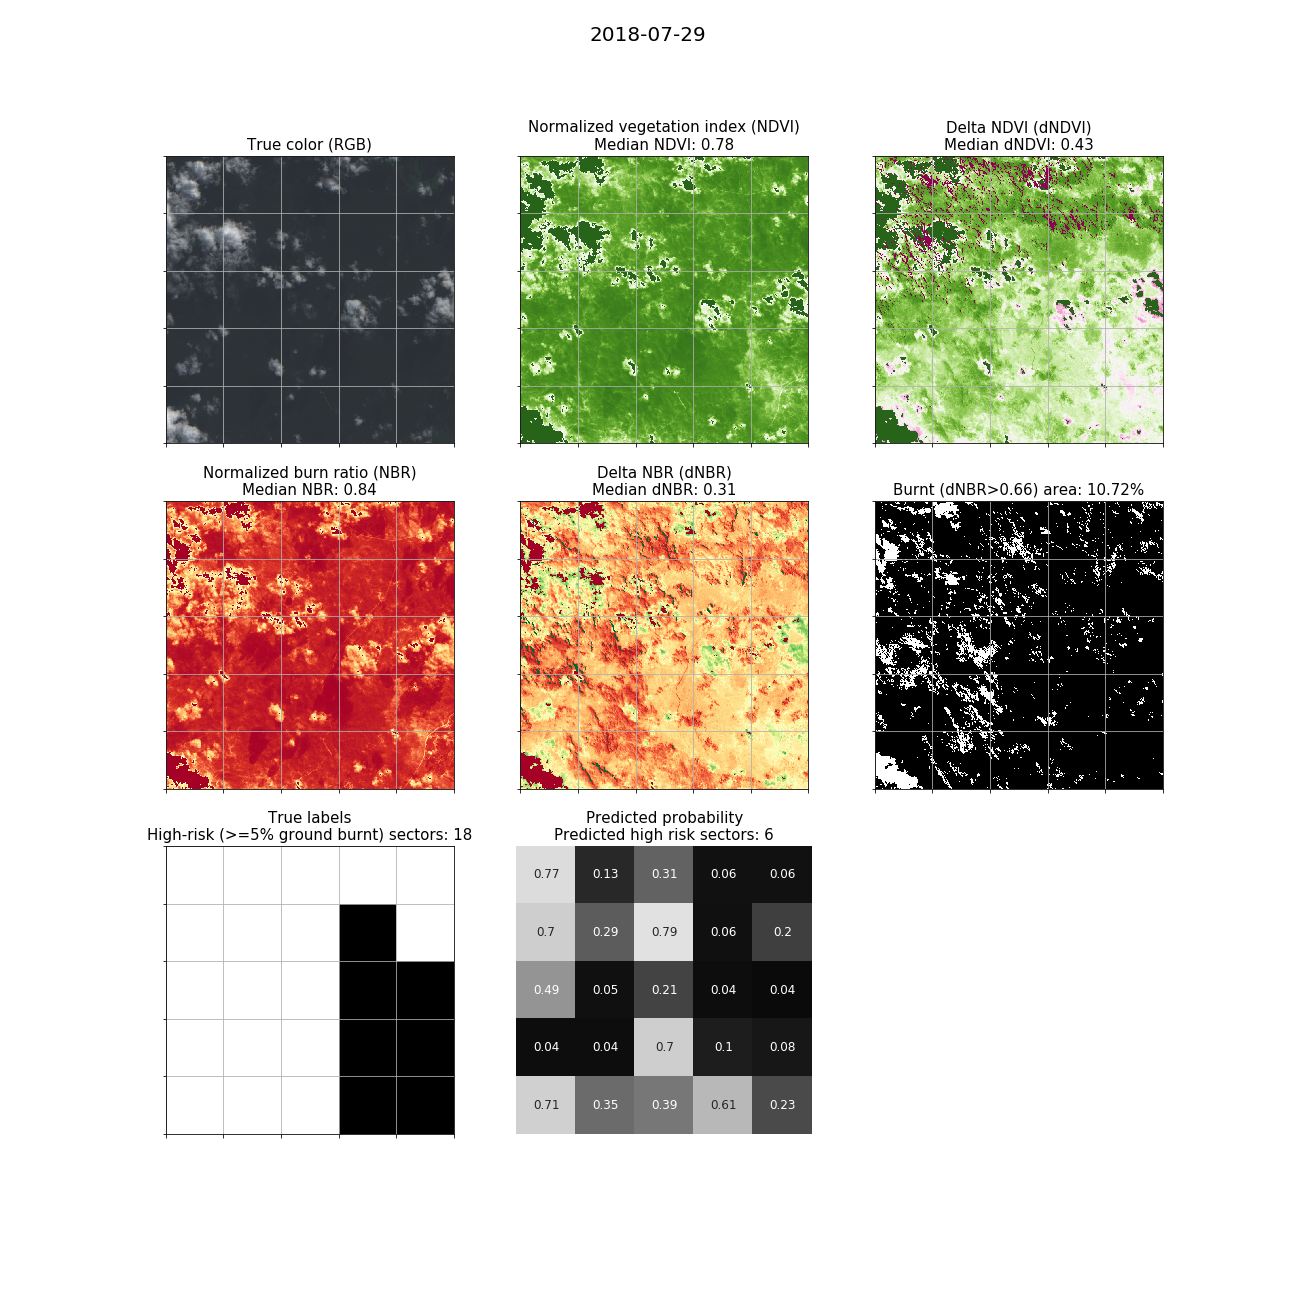 2018-07-29
True color (RGB)
Normalized vegetation index (NDVI)
Median NDVI: 0.78
Delta NDVI (dNDVI)
Median dNDVI: 0.43
Normalized burn ratio (NBR)
Median NBR: 0.84
Delta NBR (dNBR)
Median dNBR: 0.31
Burnt (dNBR>0.66) area: 10.72%
True labels
High-risk (>=5% ground burnt) sectors: 18
Predicted probability
Predicted high risk sectors: 6
0.77 0.13 0.31 0.06 0.06
0.7 0.29 0.79 0.06 0.2
0.49 0.05 0.21 0.04 0.04
0.04 0.04 0.7 0.1 0.08
0.71 0.35 0.39 0.61 0.23